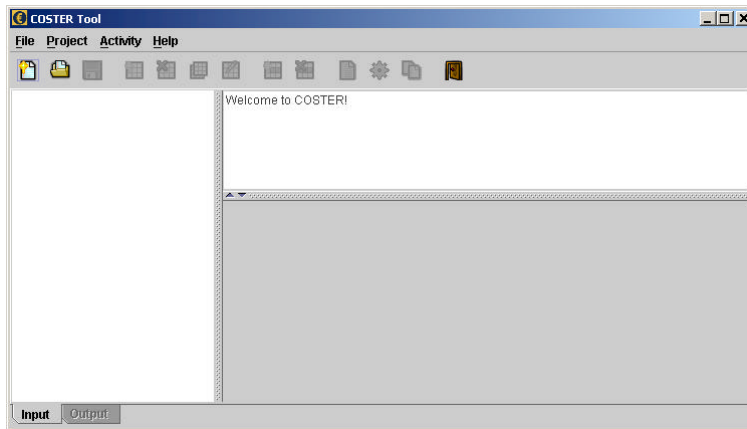 COSTER Tool
File Project Activity Help
Welcome to COSTER!
Input Output